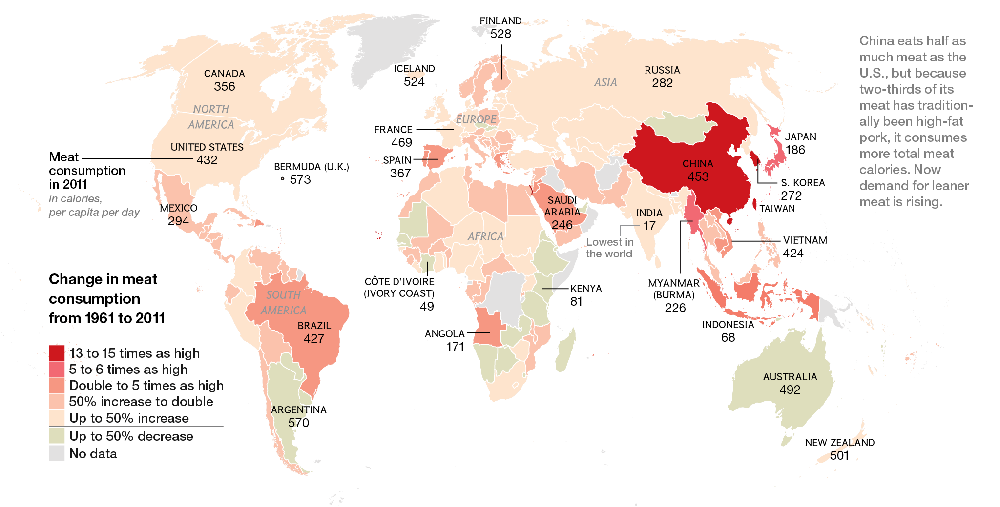 FINLAND
528
ICELAND
524
CANADA
356
RUSSIA
282
ASIA
NORTH
AMERICA
EUROPE
China eats half as
much meat as the
U.S., but because
two-thirds of its
meat has tradition-
ally been high-fat
pork, it consumes
more total meat
calories. Now
demand for leaner
meat is rising.
FRANCE
469
JAPAN
186
UNITED STATES
432
Meat
consumption
in 2011
in calories,
per capita per day
BERMUDA (U.K.)
573
SPAIN
367
CHINA
453
S. KOREA
272
TAIWAN
MEXICO
294
SAUDI
ARABIA
246
INDIA
17
Lowest in
the world
AFRICA
VIETNAM
424
CÔTE D'IVOIRE
(IVORY COAST)
49
KENYA
81
MYANMAR
(BURMA)
226
SOUTH
AMERICA
BRAZIL
427
ANGOLA
171
INDONESIA
68
AUSTRALIA
492
ARGENTINA
570
NEW ZEALAND
501
Change in meat
consumption
from 1961 to 2011
13 to 15 times as high
5 to 6 times as high
Double to 5 times as high
50% increase to double
Up to 50% increase
Up to 50% decrease
No data